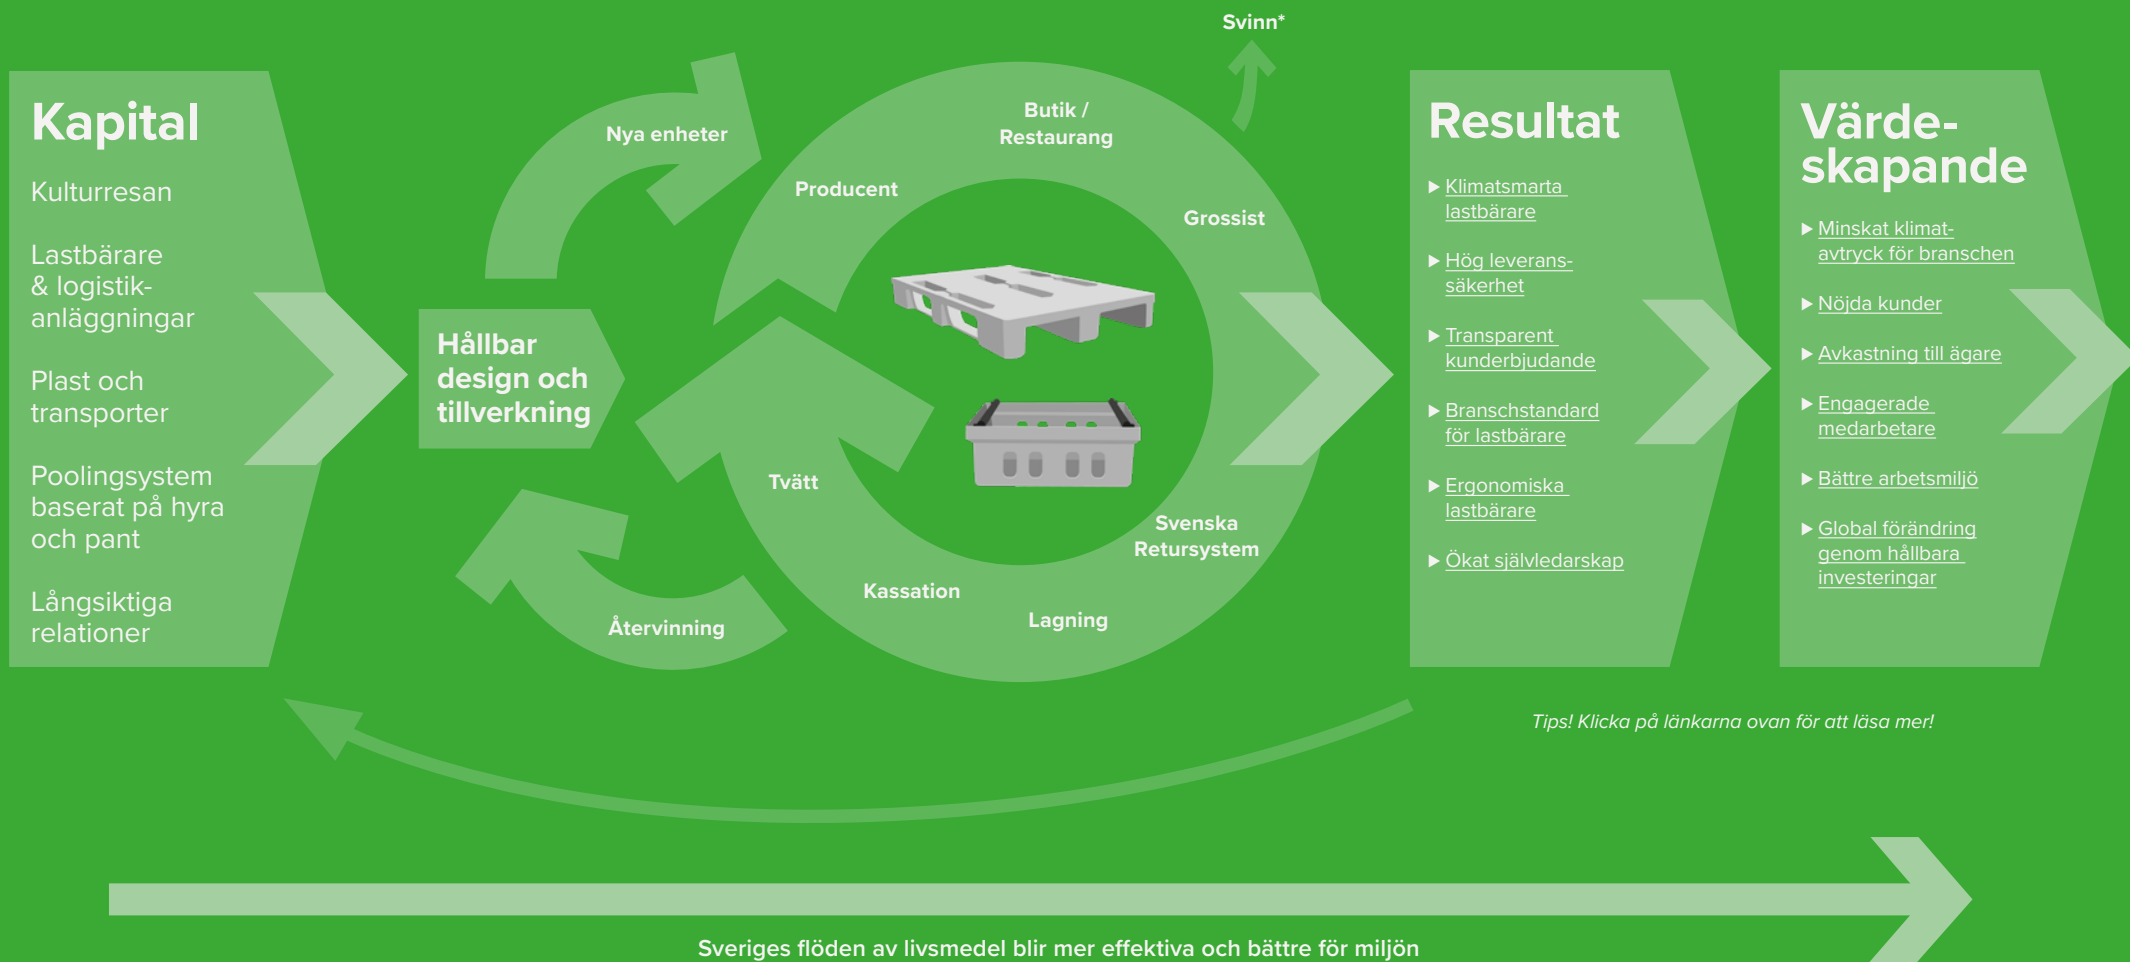 Kapital
Kulturresan
Lastbärare
& logistik-
anläggningar
Plast och
transporter
Poolingsystem
baserat på hyra
och pant
Långsiktiga
relationer
Hållbar
design och
tillverkning
Nya enheter
Återvinning
Svinn*
Butik /
Restaurang
Producent
Grossist
Svenska
Retursystem
Lagning
Kassation
Tvätt
Resultat
▶ Klimatsmarta
lastbärare
▶ Hög leverans-
säkerhet
▶ Transparent
kunderbjudande
▶ Branschstandard
för lastbärare
▶ Ergonomiska
lastbärare
▶ Ökat självledarskap
Värde-
skapande
▶ Minskat klimat-
avtryck för branschen
▶ Nöjda kunder
▶ Avkastning till ägare
▶ Engagerade
medarbetare
▶ Bättre arbetsmiljö
▶ Global förändring
genom hållbara
investeringar
Tips! Klicka på länkarna ovan för att läsa mer!
Sveriges flöden av livsmedel blir mer effektiva och bättre för miljön